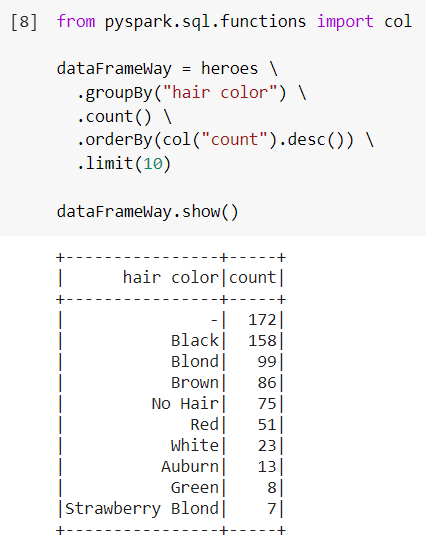 [8] from pyspark.sql.functions import col
dataFrameWay = heroes \
  .groupBy("hair color") \
  .count() \
  .orderBy(col("count").desc()) \
  .limit(10)
dataFrameWay.show()
+----------------+-----+
|      hair color|count|
+----------------+-----+
|               -|  172|
|           Black|  158|
|           Blond|   99|
|           Brown|   86|
|         No Hair|   75|
|             Red|   51|
|           White|   23|
|          Auburn|   13|
|           Green|    8|
|Strawberry Blond|    7|
+----------------+-----+